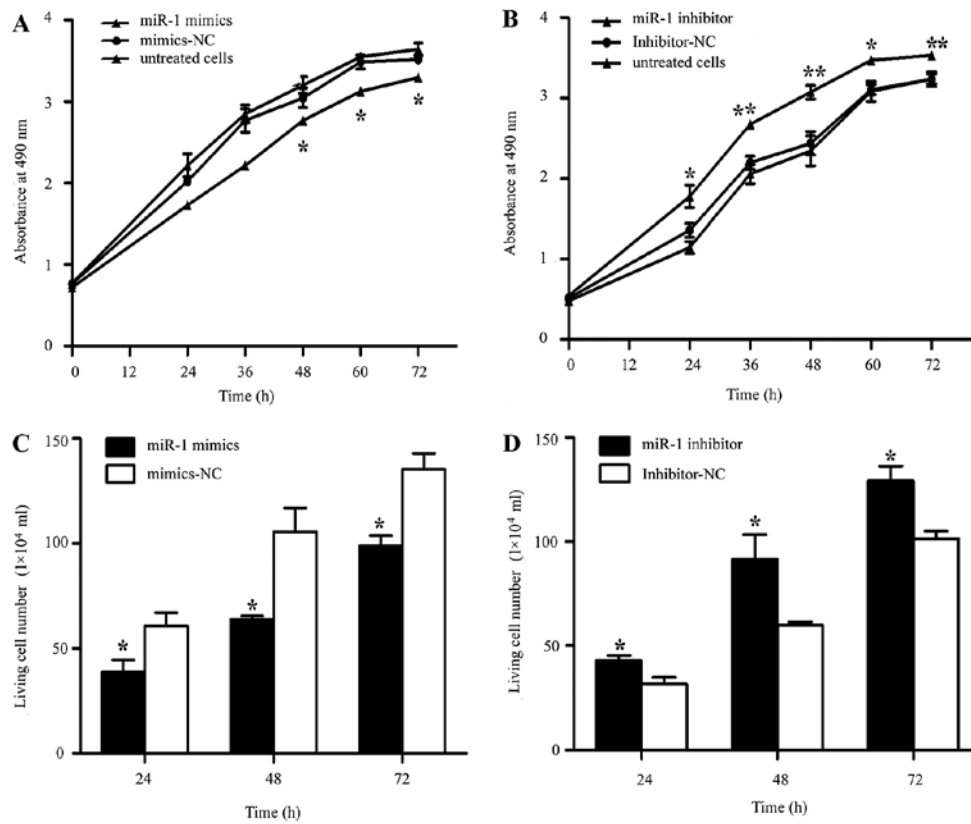 A
miR-1 mimics
mimics-NC
untreated cells
Absorbance at 490 nm
4
3
2
1
0
* * *
0 12 24 36 48 60 72
Time (h)
B
miR-1 inhibitor
Inhibitor-NC
untreated cells
Absorbance at 490 nm
4
3
2
1
0
* ** ** * **
0 12 24 36 48 60 72
Time (h)
C
miR-1 mimics
mimics-NC
Living cell number (1×10⁴ ml)
150
100
50
0
* * *
24 48 72
Time (h)
D
miR-1 inhibitor
Inhibitor-NC
Living cell number (1×10⁴ ml)
150
100
50
0
* * *
24 48 72
Time (h)